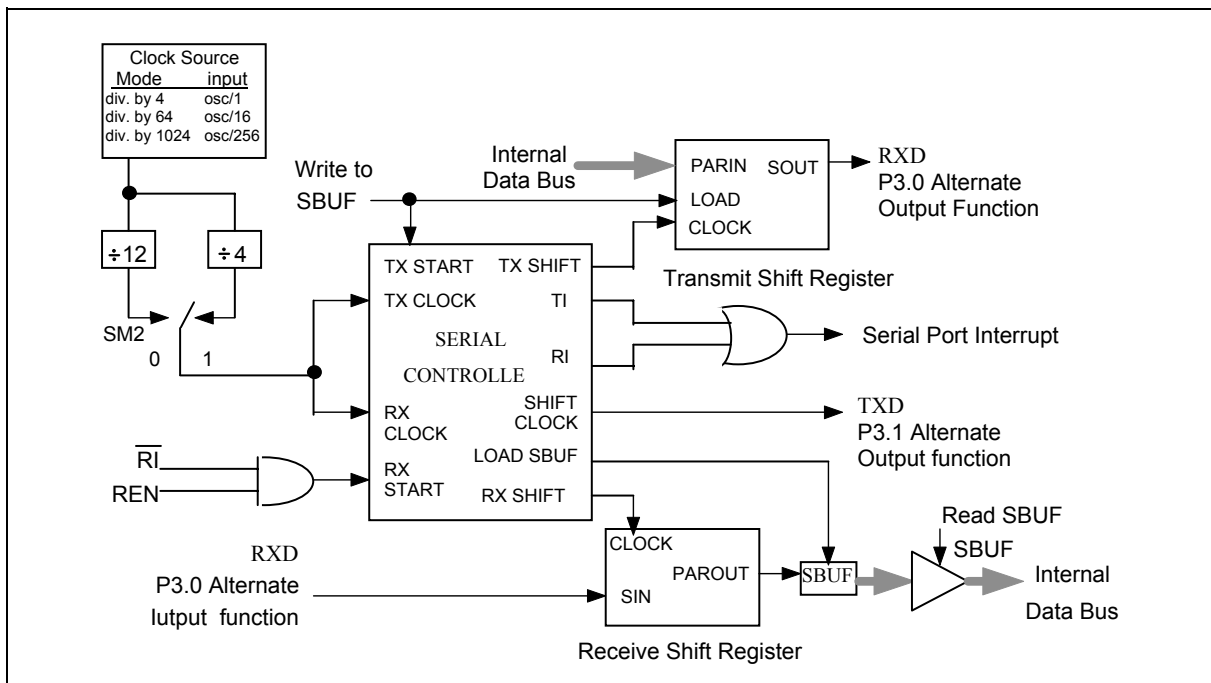 Clock Source
Mode input
div. by 4 osc/1
div. by 64 osc/16
div. by 1024 osc/256
÷12
÷4
SM2
0 1
Write to
SBUF
Internal
Data Bus
PARIN SOUT
LOAD
CLOCK
RXD
P3.0 Alternate
Output Function
Transmit Shift Register
TX START TX SHIFT
TX CLOCK TI
SERIAL
RI
CONTROLLE
RX
CLOCK
SHIFT
CLOCK
LOAD SBUF
RX
START
RX SHIFT
Serial Port Interrupt
TXD
P3.1 Alternate
Output function
RI
REN
RXD
P3.0 Alternate
Iutput function
CLOCK
PAROUT
SIN
Receive Shift Register
SBUF
Read SBUF
SBUF
Internal
Data Bus